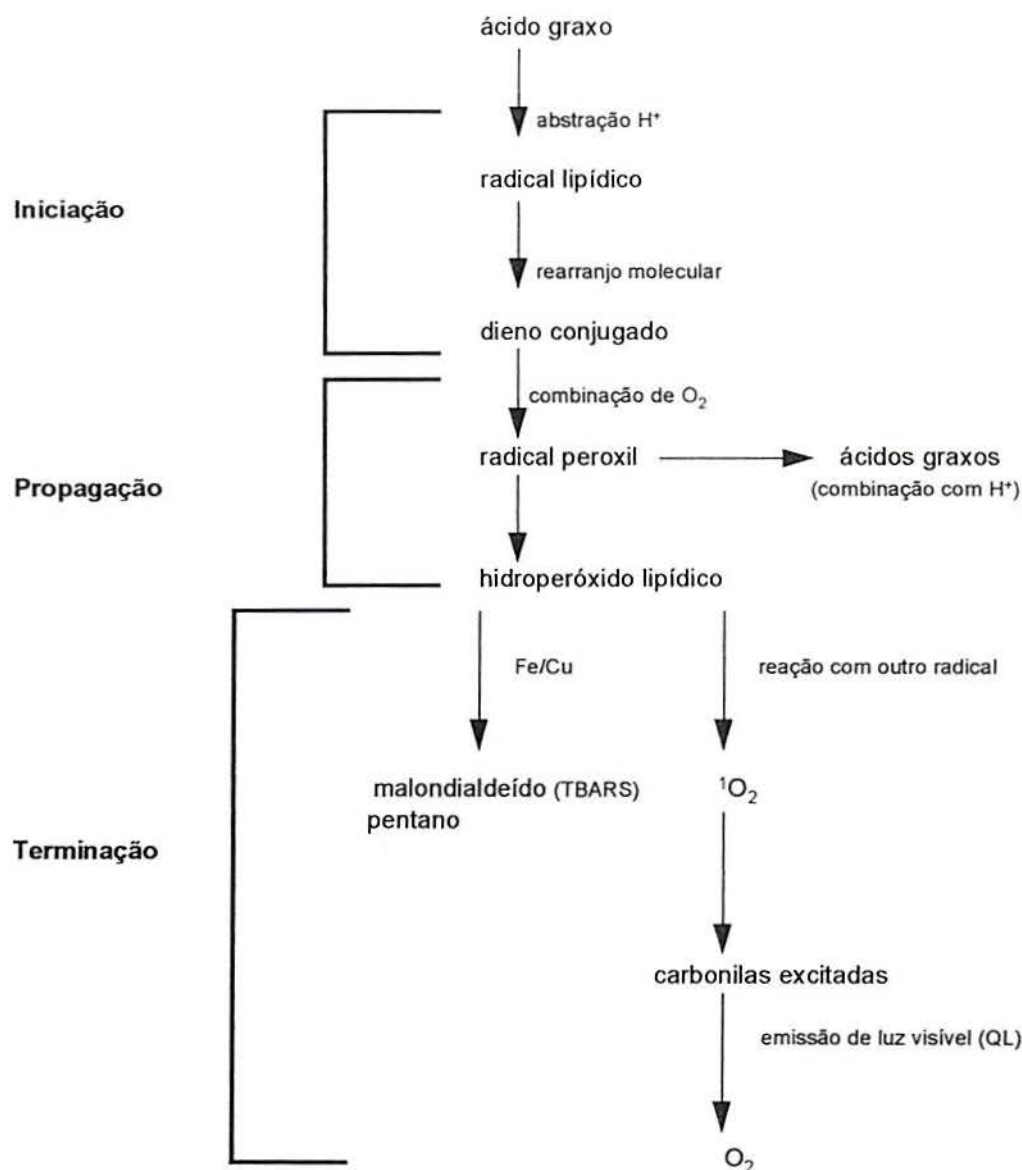 ácido graxo
abstração H⁺
radical lipídico
Iniciação
rearranjo molecular
dieno conjugado
combinação de O₂
radical peroxil
ácidos graxos
(combinação com H⁺)
Propagação
hidroperóxido lipídico
Fe/Cu
reação com outro radical
malondialdeído (TBARS)
pentano
¹O₂
Terminação
carbonilas excitadas
emissão de luz visível (QL)
O₂